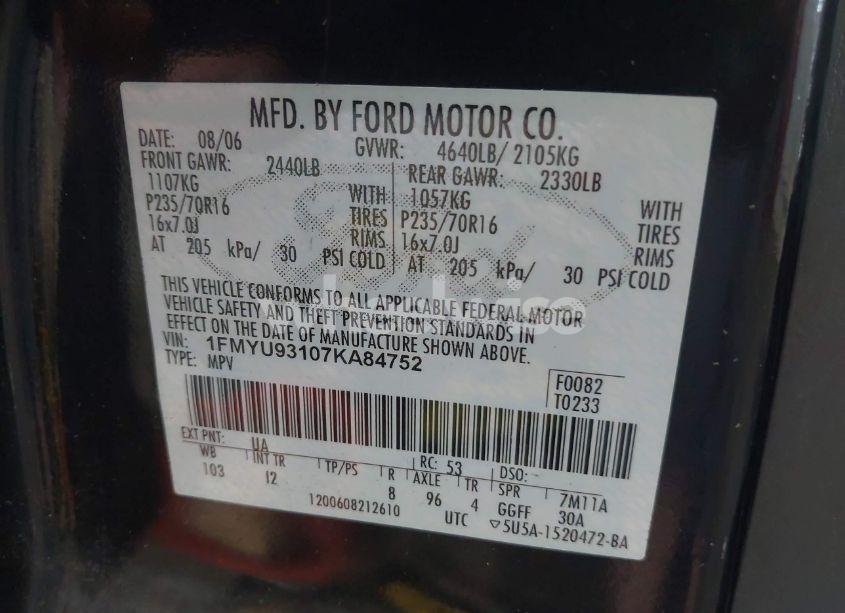 MFD. BY FORD MOTOR CO.
DATE: 08/06 GVWR: 4640LB/ 2105KG
FRONT GAWR: 2440LB REAR GAWR: 2330LB
1107KG WITH 1057KG WITH
P235/70R16 TIRES P235/70R16 TIRES
16x7.0J RIMS 16x7.0J RIMS
AT 205 kPa/ 30 PSI COLD AT 205 kPa/ 30 PSI COLD
THIS VEHICLE CONFORMS TO ALL APPLICABLE FEDERAL MOTOR
VEHICLE SAFETY AND THEFT PREVENTION STANDARDS IN
EFFECT ON THE DATE OF MANUFACTURE SHOWN ABOVE.
VIN: 1FMYU93107KA84752
TYPE: MPV
F0082
T0233
EXT PNT: UA RC: 53 DSO:
WB INT TR TP/PS R AXLE TR SPR 7M11A
103 I2 8 96 4 GGFF 30A
1200608212610 UTC ▽5U5A-1520472-BA